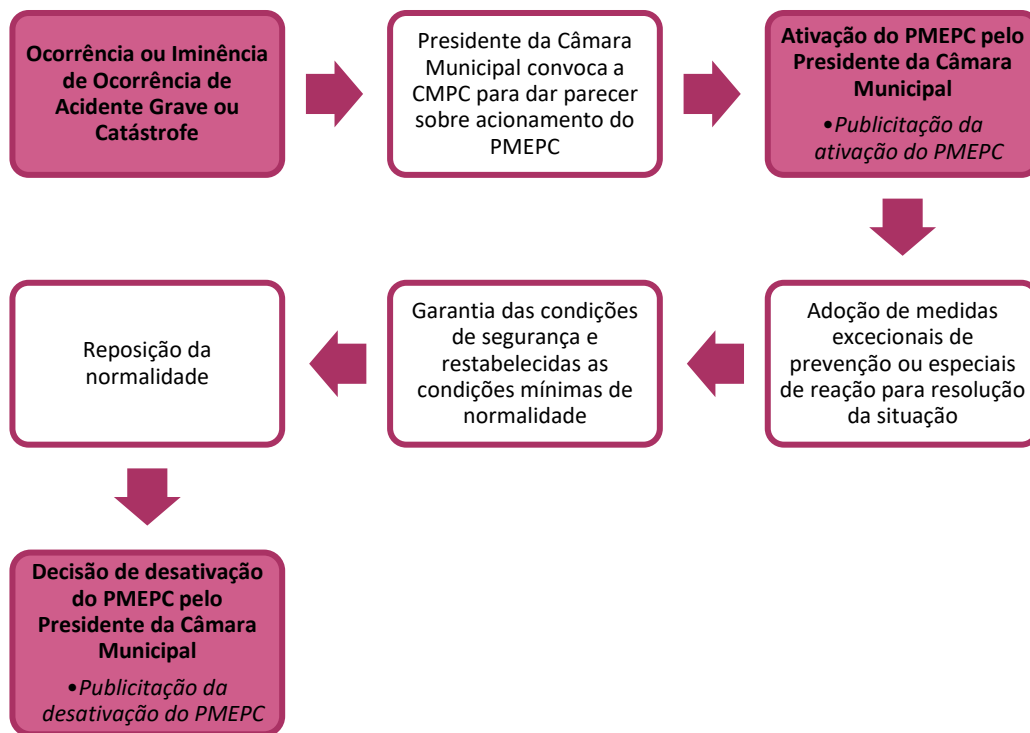 Ocorrência ou Iminência
de Ocorrência de
Acidente Grave ou
Catástrofe
Presidente da Câmara
Municipal convoca a
CMPC para dar parecer
sobre acionamento do
PMEPC
Ativação do PMEPC pelo
Presidente da Câmara
Municipal
•Publicitação da
ativação do PMEPC
Adoção de medidas
excecionais de
prevenção ou especiais
de reação para resolução
da situação
Garantia das condições
de segurança e
restabelecidas as
condições mínimas de
normalidade
Reposição da
normalidade
Decisão de desativação
do PMEPC pelo
Presidente da Câmara
Municipal
•Publicitação da
desativação do PMEPC